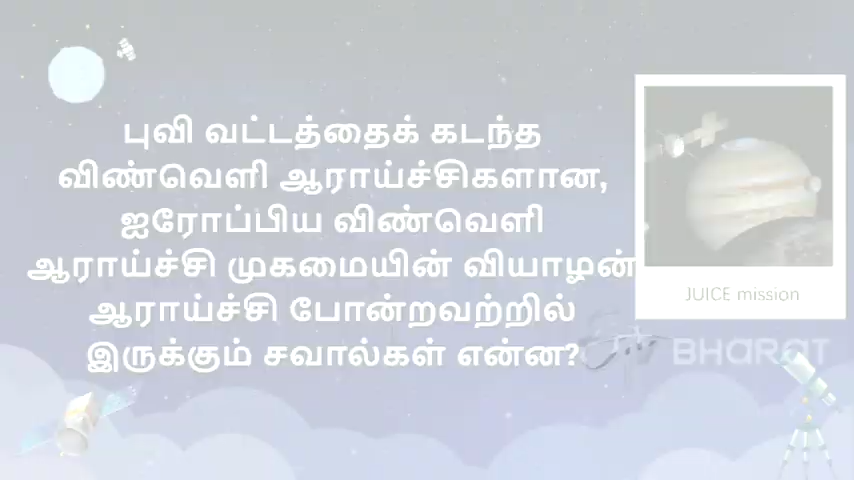 புவி வட்டத்தைக் கடந்த
விண்வெளி ஆராய்ச்சிகளான,
ஐரோப்பிய விண்வெளி
ஆராய்ச்சி முகமையின் வியாழன்
ஆராய்ச்சி போன்றவற்றில்
இருக்கும் சவால்கள் என்ன?
JUICE mission
BHARAT